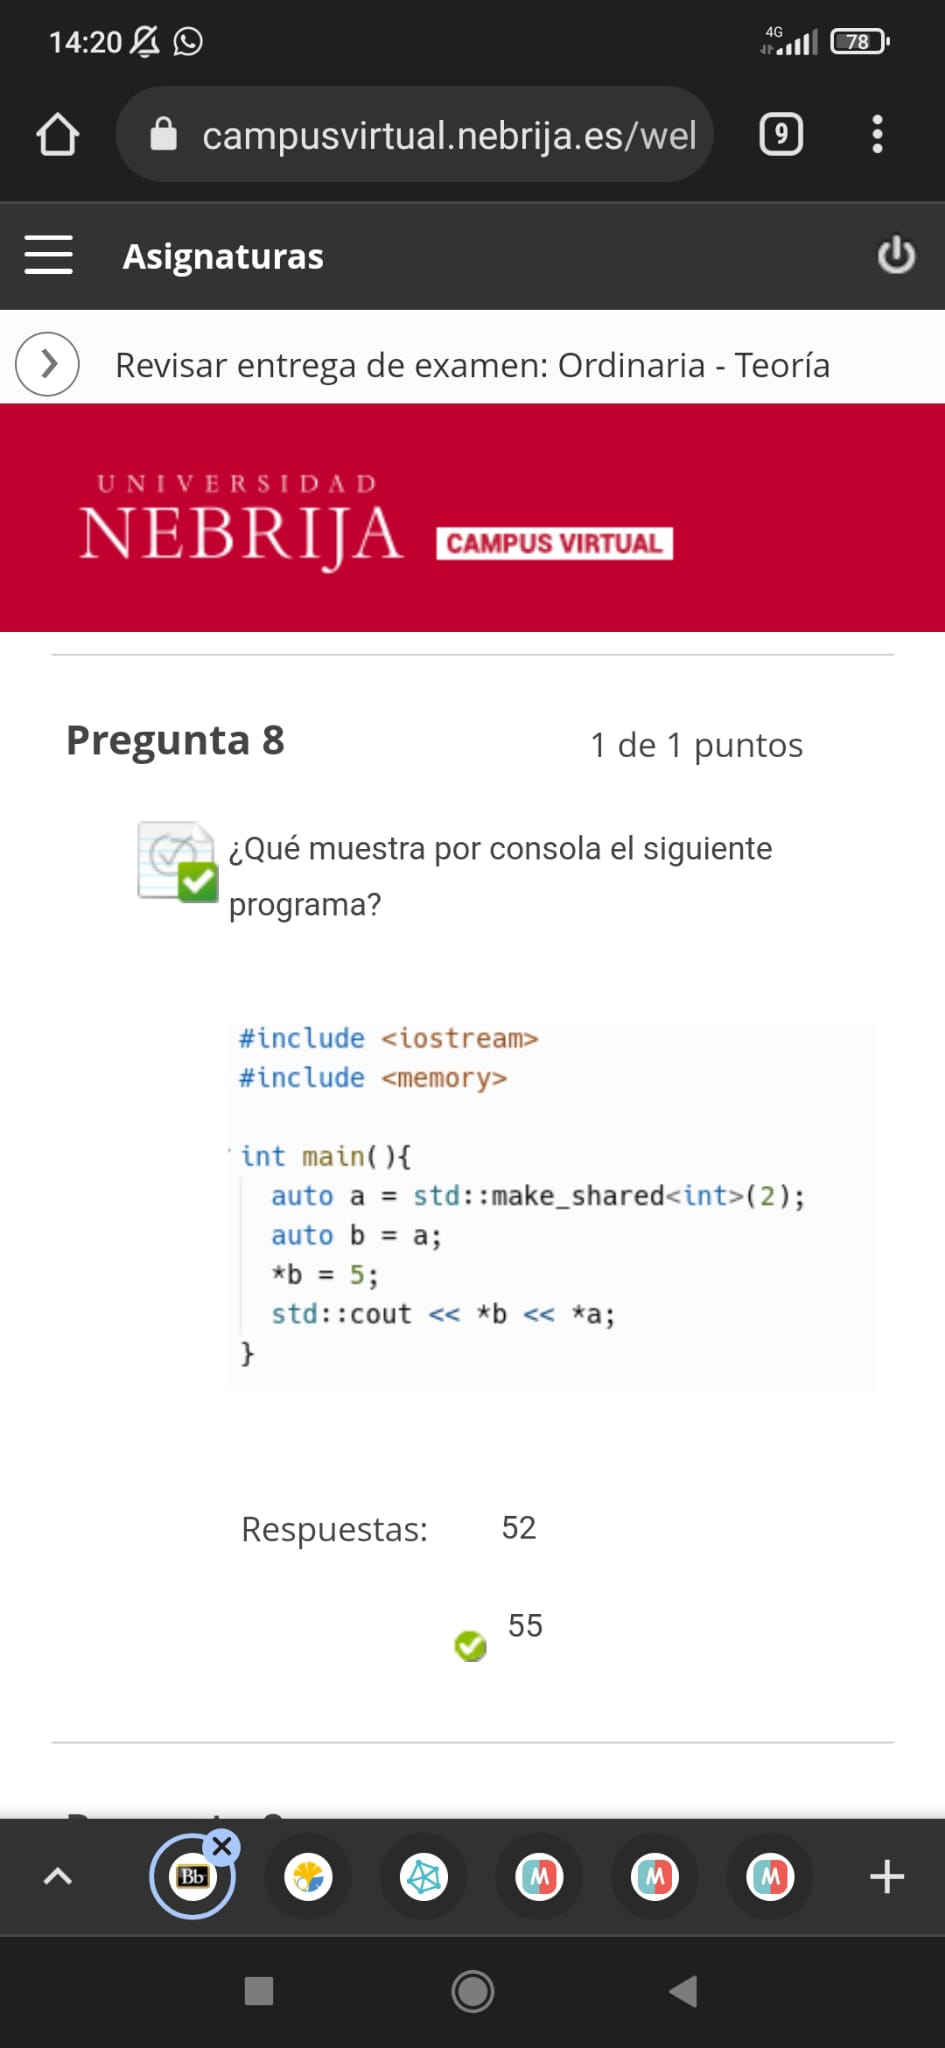 14:20
4G
78
campusvirtual.nebrija.es/wel
9
Asignaturas
Revisar entrega de examen: Ordinaria - Teoría
UNIVERSIDAD
NEBRIJA
CAMPUS VIRTUAL
Pregunta 8
1 de 1 puntos
¿Qué muestra por consola el siguiente
programa?
#include <iostream>
#include <memory>
int main(){
auto a = std::make_shared<int>(2);
auto b = a;
*b = 5;
std::cout << *b << *a;
}
Respuestas:
52
55
Bb
M
M
M